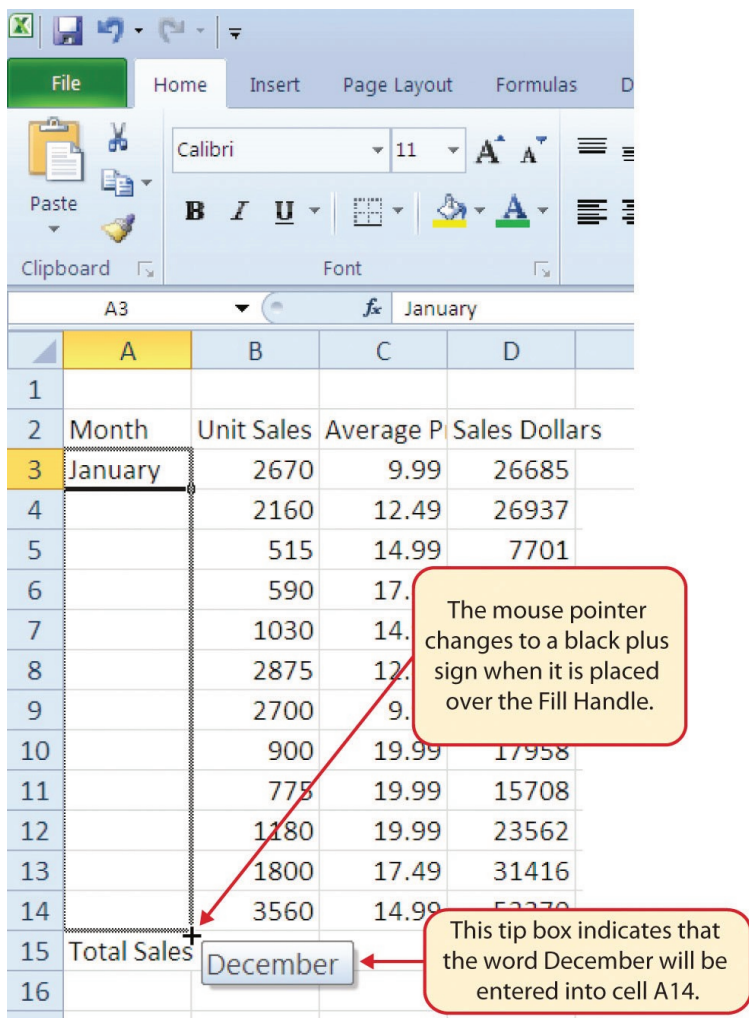 File Home Insert Page Layout Formulas D
Calibri 11 A A
Paste B I U A
Clipboard Font
A3 fx January
A B C D
1
2 Month Unit Sales Average P Sales Dollars
3 January 2670 9.99 26685
4 2160 12.49 26937
5 515 14.99 7701
6 590 17.
7 1030 14.
8 2875 12.
9 2700 9.
The mouse pointer
changes to a black plus
sign when it is placed
over the Fill Handle.
10 900 19.99 17958
11 775 19.99 15708
12 1180 19.99 23562
13 1800 17.49 31416
14 3560 14.99
15 Total Sales
December
16
This tip box indicates that
the word December will be
entered into cell A14.